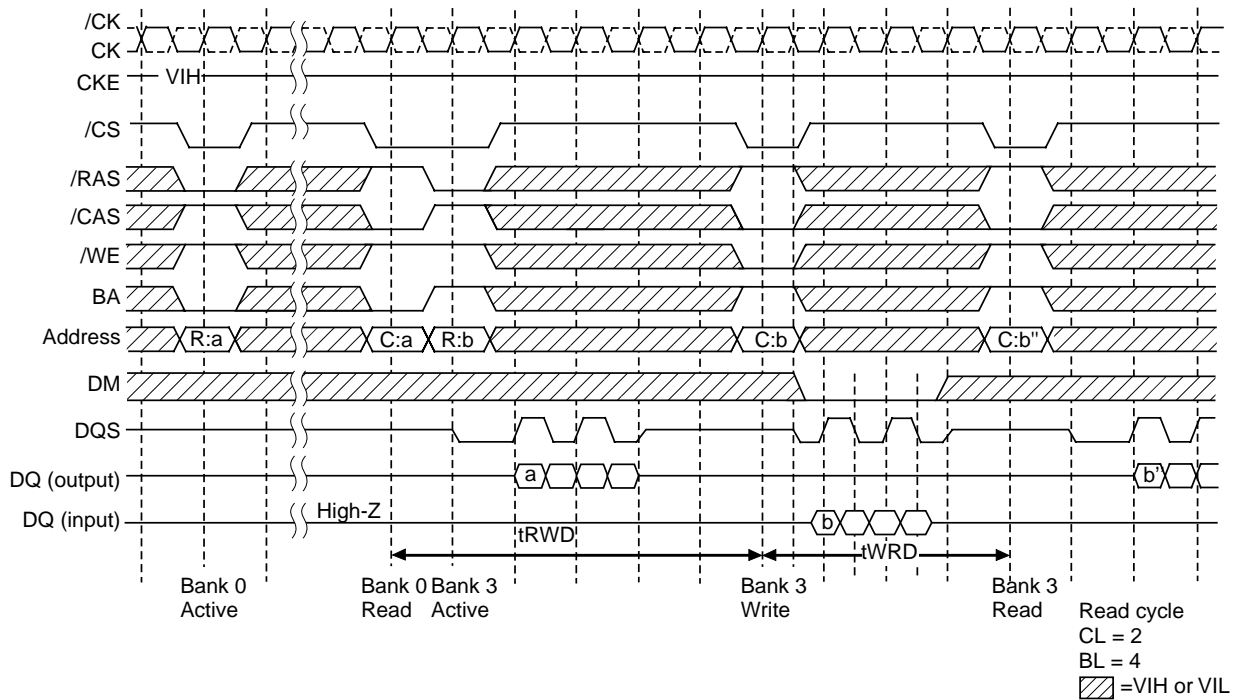 /CK
CK
CKE
VIH
/CS
/RAS
/CAS
/WE
BA
Address
R:a
C:a
R:b
C:b
C:b"
DM
DQS
DQ (output)
a
b'
DQ (input)
High-Z
b
tRWD
tWRD
Bank 0
Active
Bank 0
Read
Bank 3
Active
Bank 3
Write
Bank 3
Read
Read cycle
CL = 2
BL = 4
=VIH or VIL